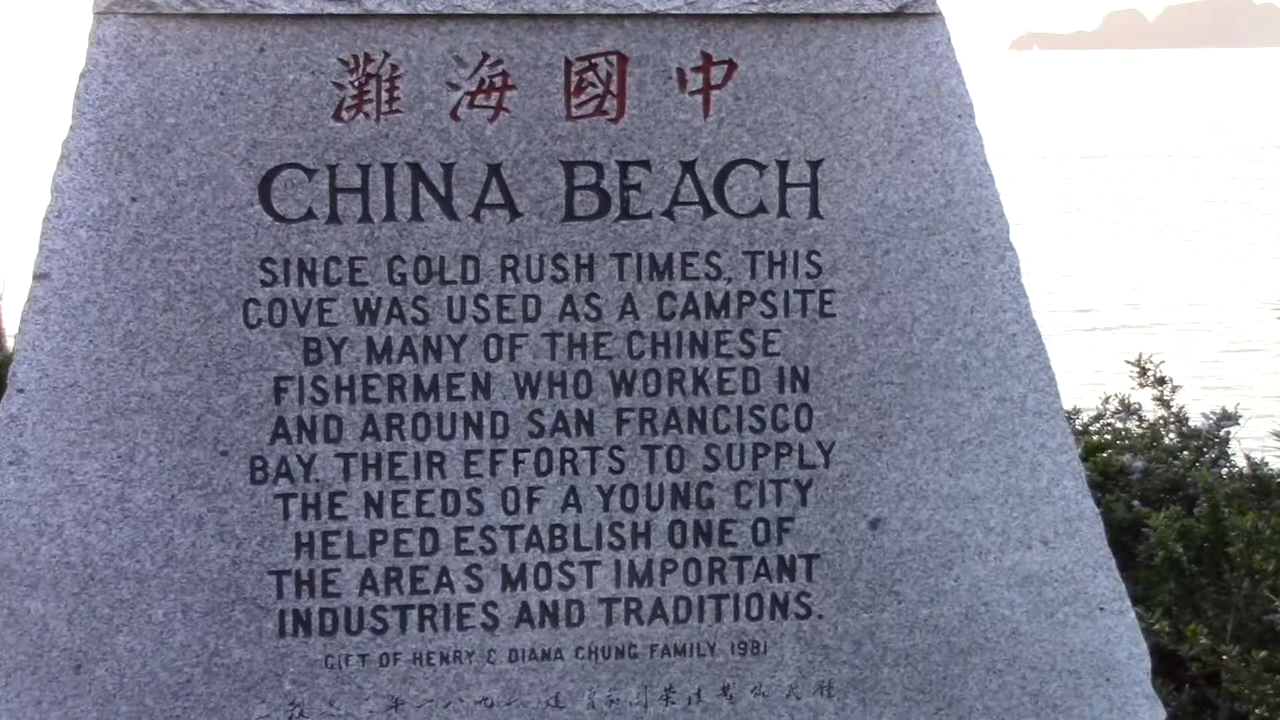 灘海國中
CHINA BEACH
SINCE GOLD RUSH TIMES, THIS
COVE WAS USED AS A CAMPSITE
BY MANY OF THE CHINESE
FISHERMEN WHO WORKED IN
AND AROUND SAN FRANCISCO
BAY. THEIR EFFORTS TO SUPPLY
THE NEEDS OF A YOUNG CITY
HELPED ESTABLISH ONE OF
THE AREAS MOST IMPORTANT
INDUSTRIES AND TRADITIONS.
GIFT OF HENRY & DIANA CHUNG FAMILY 1981